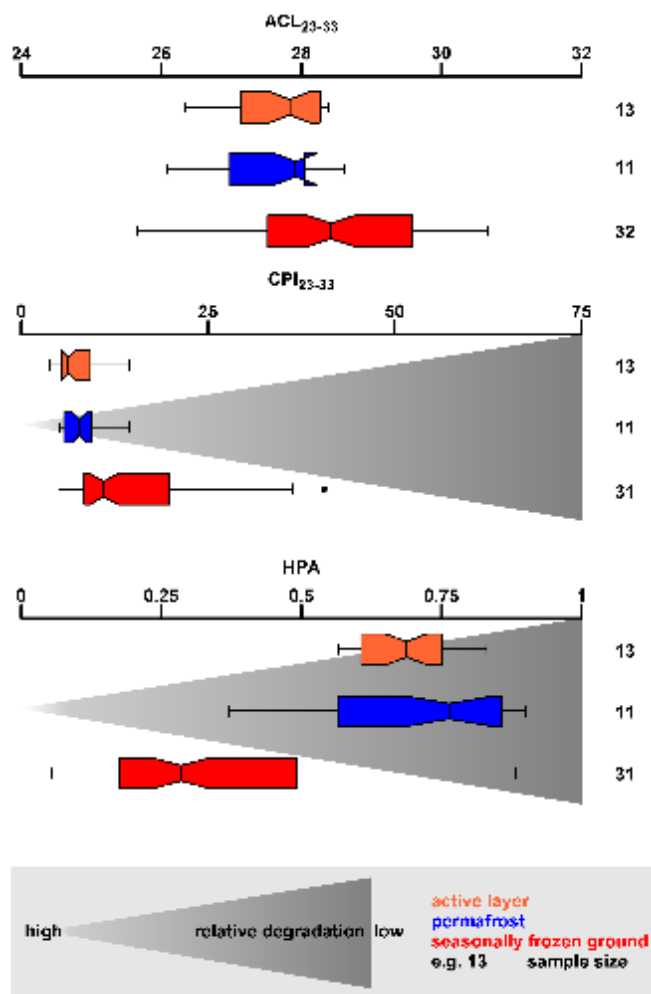 ACL23-33
24 26 28 30 32
13
11
32
CPI23-33
0 25 50 75
13
11
31
HPA
0 0.25 0.5 0.75 1
13
11
31
high relative degradation low
active layer
permafrost
seasonally frozen ground
e.g. 13 sample size